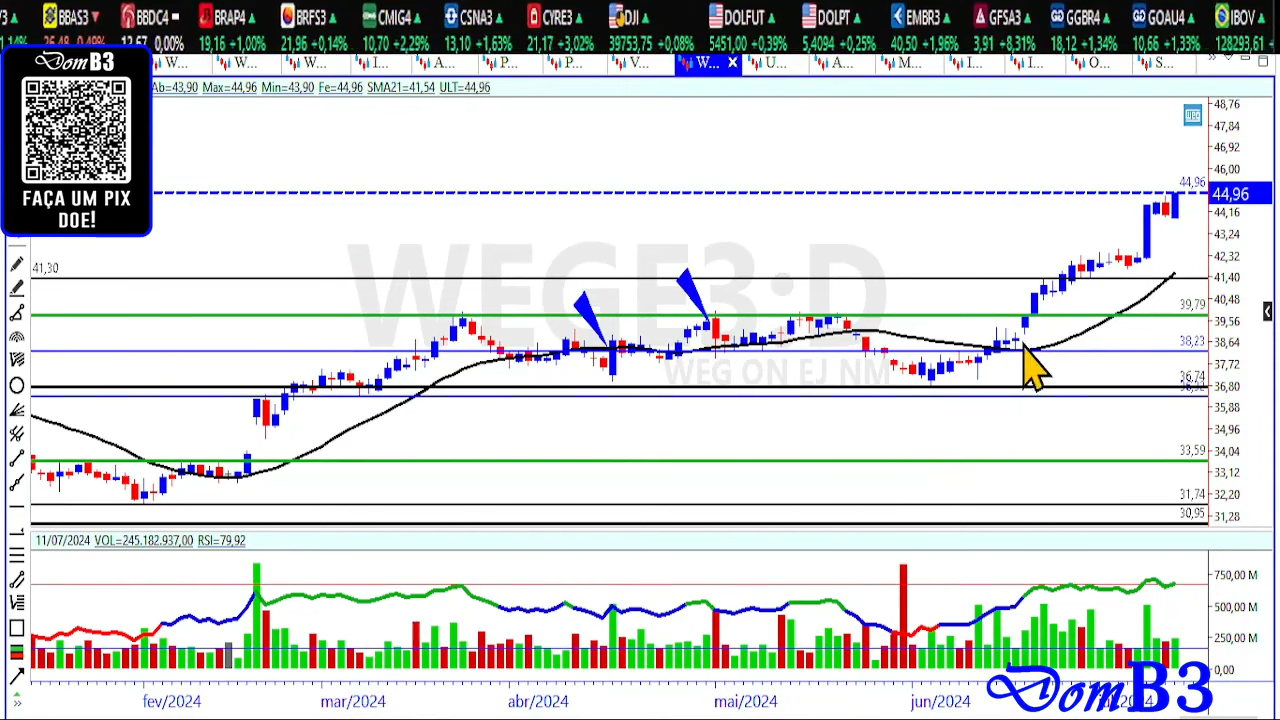 BBAS3 BBDC4 BRAP4 BRFS3 CMIG4 CSNA3 CYRE3 DJI DOLFUT DOLPT EMBR3 GFSA3 GGBR4 GOAU4 IBOV
26,48 -0,49% 12,67 0,00% 19,16 +1,00% 21,96 +0,14% 10,70 +2,29% 13,10 +1,63% 21,17 +3,02% 39753,75 +0,08% 5451,00 +0,39% 5,4094 +0,25% 40,50 +1,96% 3,91 +8,31% 18,12 +1,34% 10,66 +1,33% 128293,61
DomB3
W... W... W... I... A... P... P... V... W... U... A... M... I... I... O... S...
Ab=43,90 Max=44,96 Min=43,90 Fe=44,96 SMA21=41,54 ULT=44,96
FAÇA UM PIX
DOE!
WEG
WEGE3:D
WEG ON EJ NM
48,76
47,84
46,92
46,00
44,96
44,96
44,16
43,24
42,32
41,30
41,40
40,48
39,79
39,56
38,64
38,23
37,72
36,74
36,80
35,88
34,96
33,59
34,04
33,12
31,74
32,20
30,95
31,28
11/07/2024 VOL=245.182.937,00 RSI=79,92
750,00 M
500,00 M
250,00 M
0,00
fev/2024 mar/2024 abr/2024 mai/2024 jun/2024
DomB3